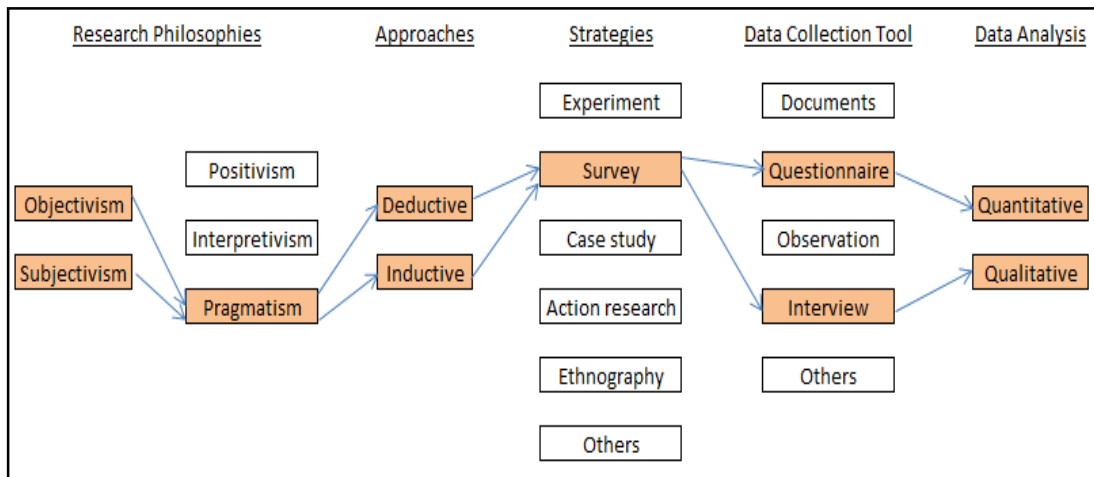 Research Philosophies Approaches Strategies Data Collection Tool Data Analysis
Experiment Documents
Positivism Survey Questionnaire
Objectivism Deductive Quantitative
Interpretivism Case study Observation
Subjectivism Inductive Qualitative
Pragmatism Action research Interview
Ethnography Others
Others